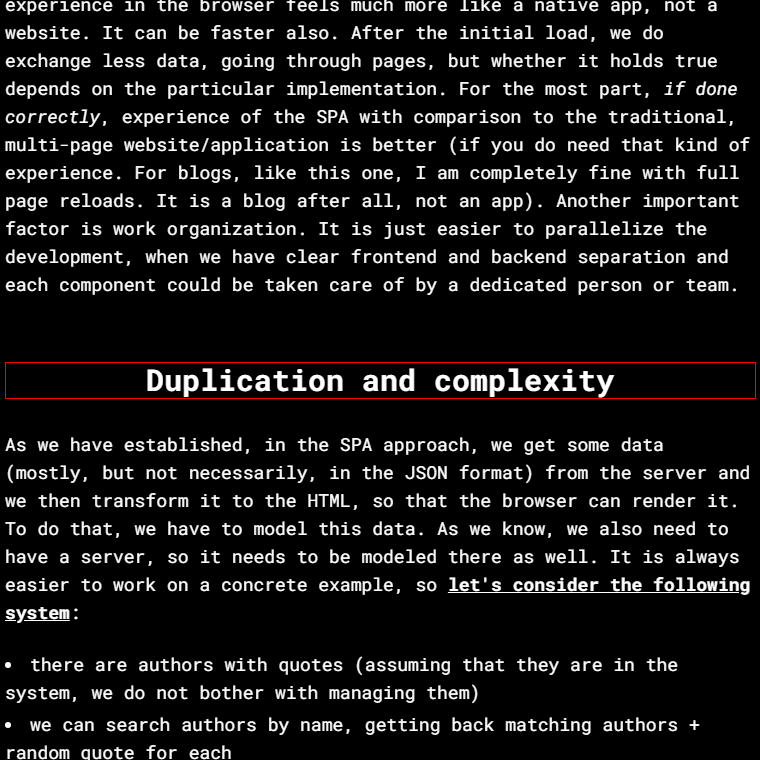 experience in the browser feels much more like a native app, not a
website. It can be faster also. After the initial load, we do
exchange less data, going through pages, but whether it holds true
depends on the particular implementation. For the most part, if done
correctly, experience of the SPA with comparison to the traditional,
multi-page website/application is better (if you do need that kind of
experience. For blogs, like this one, I am completely fine with full
page reloads. It is a blog after all, not an app). Another important
factor is work organization. It is just easier to parallelize the
development, when we have clear frontend and backend separation and
each component could be taken care of by a dedicated person or team.
Duplication and complexity
As we have established, in the SPA approach, we get some data
(mostly, but not necessarily, in the JSON format) from the server and
we then transform it to the HTML, so that the browser can render it.
To do that, we have to model this data. As we know, we also need to
have a server, so it needs to be modeled there as well. It is always
easier to work on a concrete example, so let's consider the following
system:
• there are authors with quotes (assuming that they are in the
system, we do not bother with managing them)
• we can search authors by name, getting back matching authors +
random quote for each